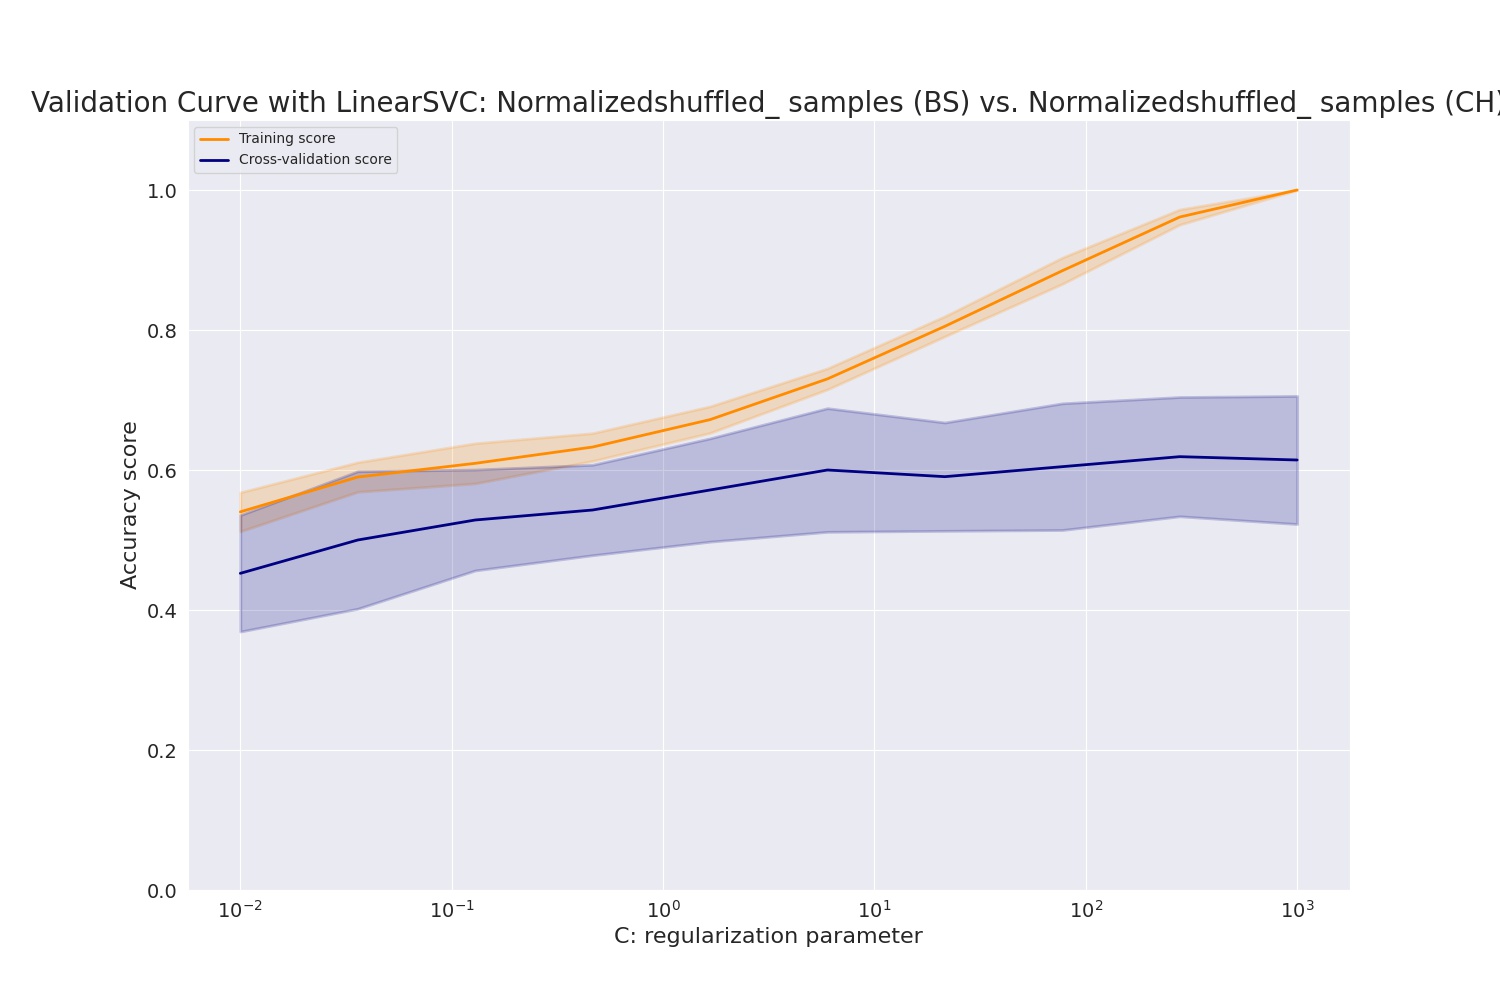 Validation Curve with LinearSVC: Normalizedshuffled_ samples (BS) vs. Normalizedshuffled_ samples (CH)
Training score
Cross-validation score
1.0
0.8
0.6
0.4
0.2
0.0
Accuracy score
10⁻² 10⁻¹ 10⁰ 10¹ 10² 10³
C: regularization parameter